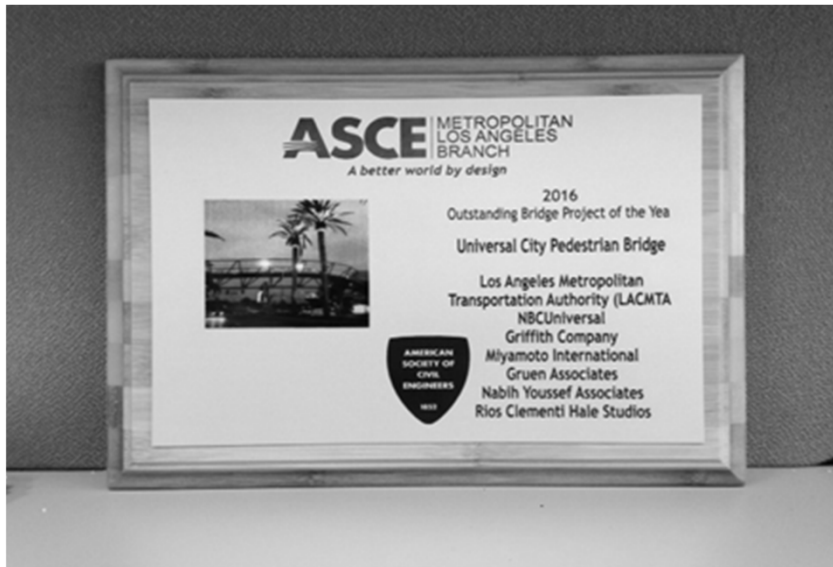 ASCE
METROPOLITAN
LOS ANGELES
BRANCH
A better world by design
2016
Outstanding Bridge Project of the Yea
Universal City Pedestrian Bridge
Los Angeles Metropolitan
Transportation Authority (LACMTA
NBCUniversal
Griffith Company
Miyamoto International
Gruen Associates
Nabih Youssef Associates
Rios Clementi Hale Studios
AMERICAN
SOCIETY OF
CIVIL
ENGINEERS
1852